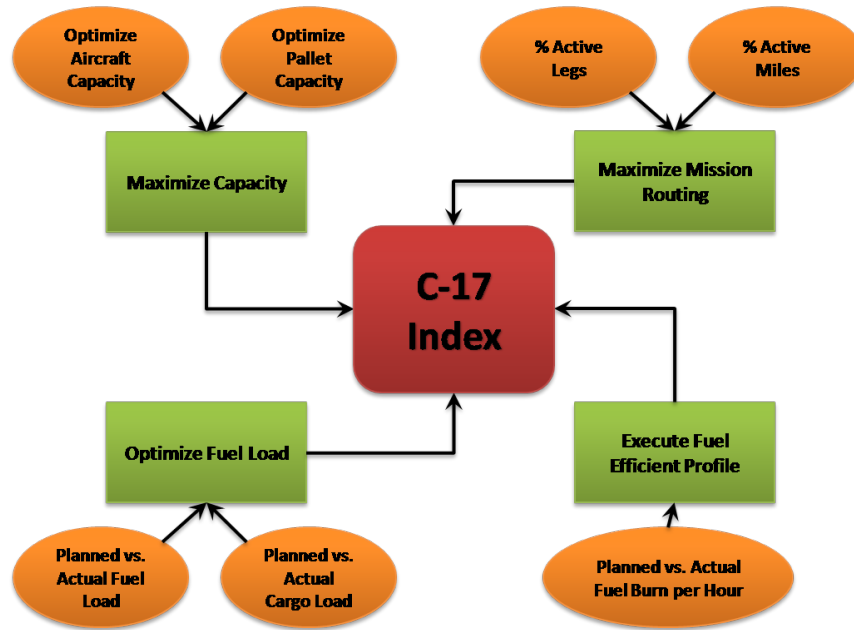 Optimize
Aircraft
Capacity
Optimize
Pallet
Capacity
% Active
Legs
% Active
Miles
Maximize Capacity
Maximize Mission
Routing
C-17
Index
Optimize Fuel Load
Execute Fuel
Efficient Profile
Planned vs.
Actual Fuel
Load
Planned vs.
Actual
Cargo Load
Planned vs. Actual
Fuel Burn per Hour